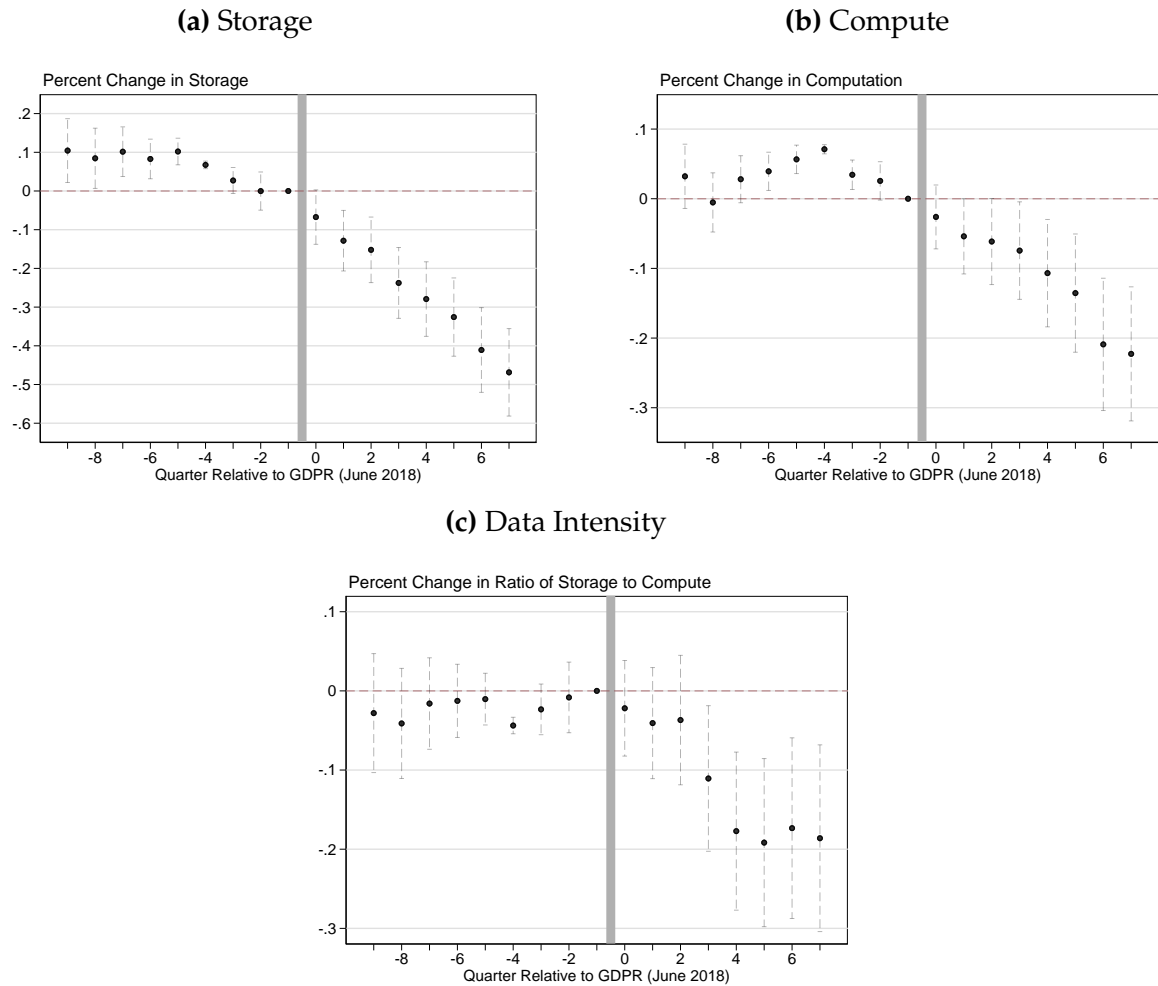 (a) Storage
Percent Change in Storage
.2
.1
0
-.1
-.2
-.3
-.4
-.5
-.6
-8 -6 -4 -2 0 2 4 6
Quarter Relative to GDPR (June 2018)
(b) Compute
Percent Change in Computation
.1
0
-.1
-.2
-.3
-8 -6 -4 -2 0 2 4 6
Quarter Relative to GDPR (June 2018)
(c) Data Intensity
Percent Change in Ratio of Storage to Compute
.1
0
-.1
-.2
-.3
-8 -6 -4 -2 0 2 4 6
Quarter Relative to GDPR (June 2018)